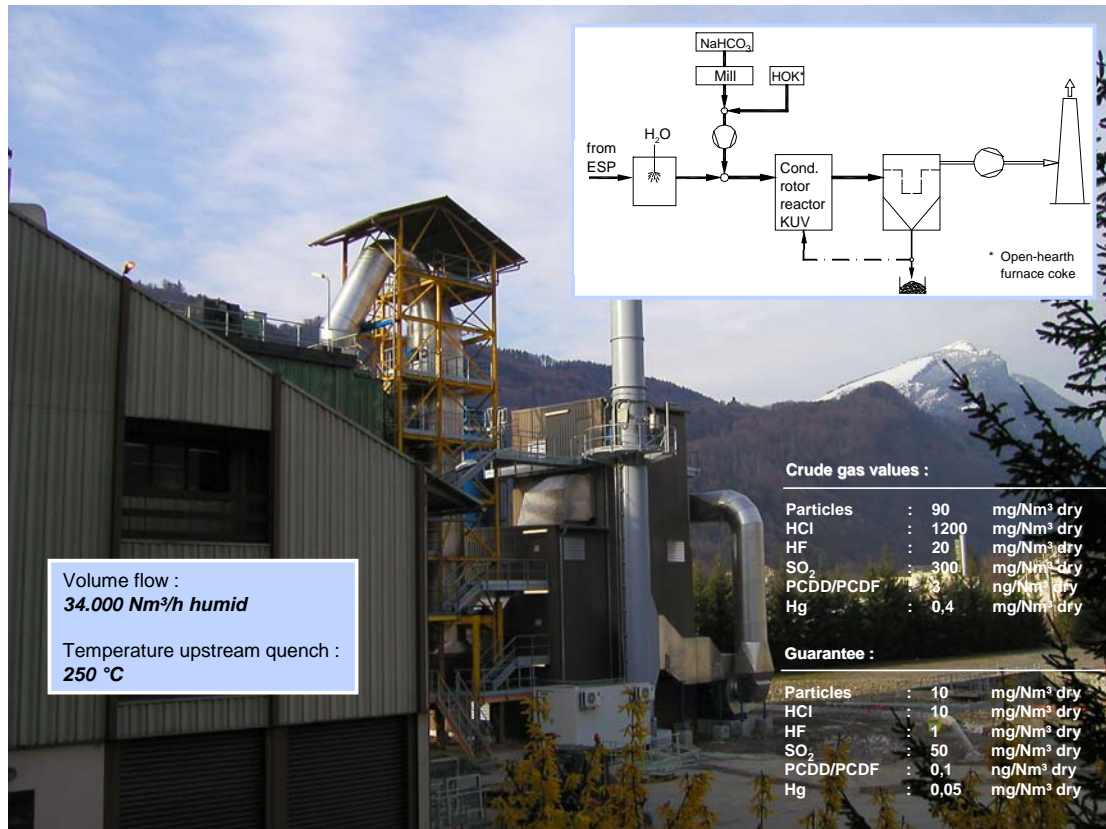 NaHCO₃
Mill
HOK*
H₂O
from
ESP
Cond.
rotor
reactor
KUV
* Open-hearth
furnace coke
Volume flow :
34.000 Nm³/h humid
Temperature upstream quench :
250 °C
Crude gas values :
Particles : 90 mg/Nm³ dry
HCl : 1200 mg/Nm³ dry
HF : 20 mg/Nm³ dry
SO₂ : 300 mg/Nm³ dry
PCDD/PCDF : 3 ng/Nm³ dry
Hg : 0,4 mg/Nm³ dry
Guarantee :
Particles : 10 mg/Nm³ dry
HCl : 10 mg/Nm³ dry
HF : 1 mg/Nm³ dry
SO₂ : 50 mg/Nm³ dry
PCDD/PCDF : 0,1 ng/Nm³ dry
Hg : 0,05 mg/Nm³ dry